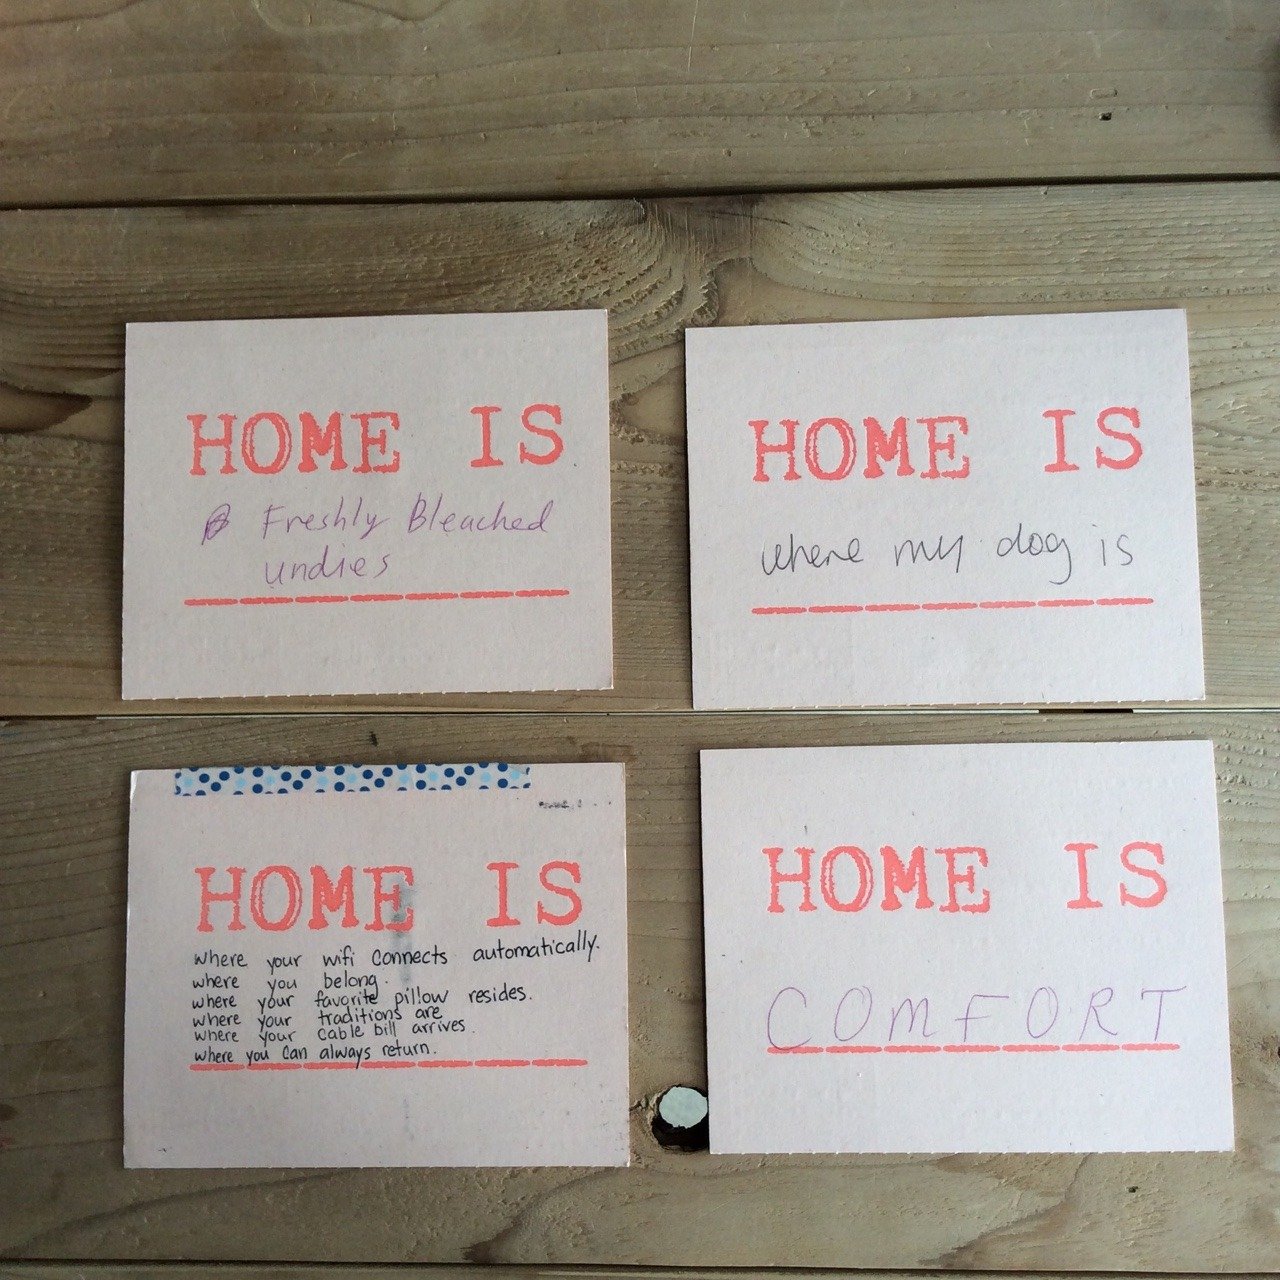 HOME IS
Freshly Bleached
undies
HOME IS
where my dog is
HOME IS
where your wifi connects automatically.
where you belong.
where your favorite pillow resides.
where your traditions are
where your cable bill arrives.
where you can always return.
HOME IS
COMFORT